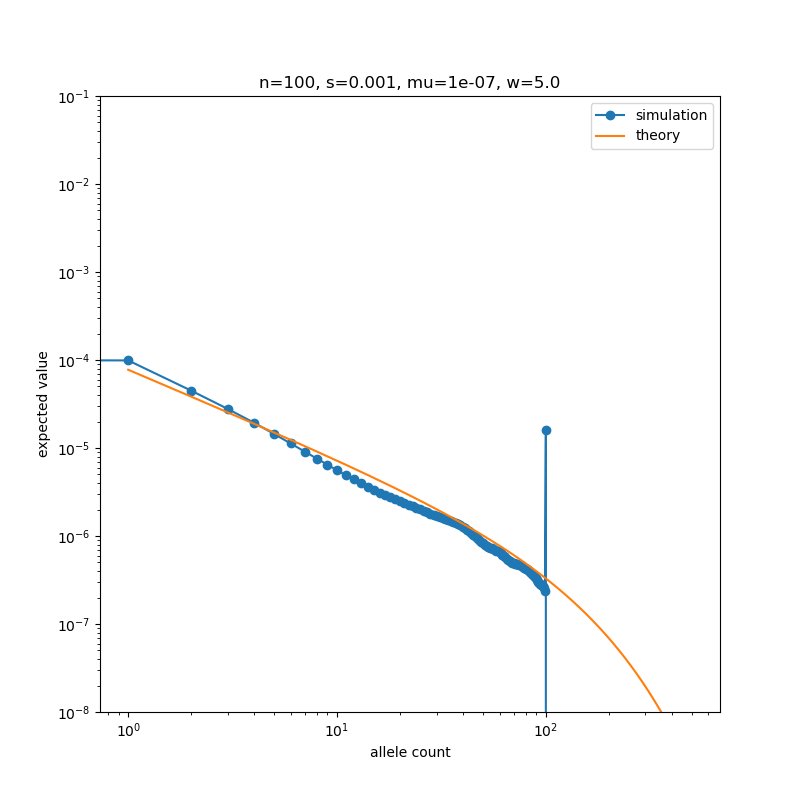 n=100, s=0.001, mu=1e-07, w=5.0
simulation
theory
expected value
10⁻¹
10⁻²
10⁻³
10⁻⁴
10⁻⁵
10⁻⁶
10⁻⁷
10⁻⁸
10⁰
10¹
10²
allele count